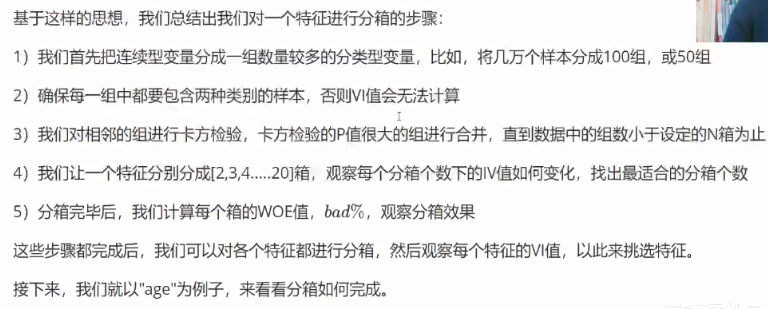 基于这样的思想，我们总结出我们对一个特征进行分箱的步骤：
1）我们首先把连续型变量分成一组数量较多的分类型变量，比如，将几万个样本分成100组，或50组
2）确保每一组中都要包含两种类别的样本，否则VI值会无法计算
3）我们对相邻的组进行卡方检验，卡方检验的P值很大的组进行合并，直到数据中的组数小于设定的N箱为止
4）我们让一个特征分别分成[2,3,4.....20]箱，观察每个分箱个数下的IV值如何变化，找出最适合的分箱个数
5）分箱完毕后，我们计算每个箱的WOE值，bad%，观察分箱效果
这些步骤都完成后，我们可以对各个特征都进行分箱，然后观察每个特征的VI值，以此来挑选特征。
接下来，我们就以"age"为例子，来看看分箱如何完成。